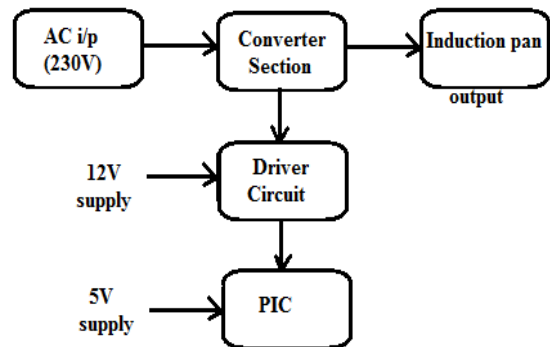 AC i/p
(230V)
Converter
Section
Induction pan
output
12V
supply
Driver
Circuit
5V
supply
PIC